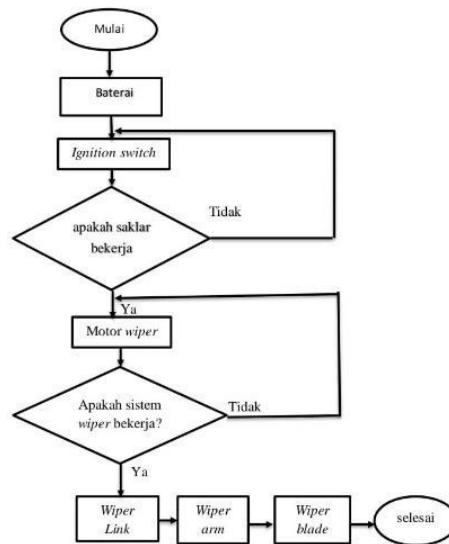 Mulai
Baterai
Ignition switch
Tidak
apakah saklar
bekerja
Ya
Motor wiper
Apakah sistem
wiper bekerja?
Tidak
Ya
Wiper
Link
Wiper
arm
Wiper
blade
selesai